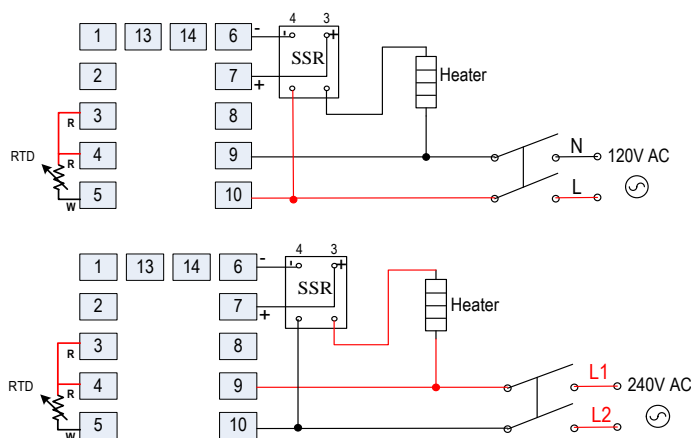 4 3
1 13 14 6 - - +
SSR
2 7 +
Heater
3 R 8
RTD 4 R 9 N 120V AC
5 W 10 L
4 3
1 13 14 6 - - +
SSR
2 7 +
Heater
3 R 8
RTD 4 R 9 L1 240V AC
5 W 10 L2